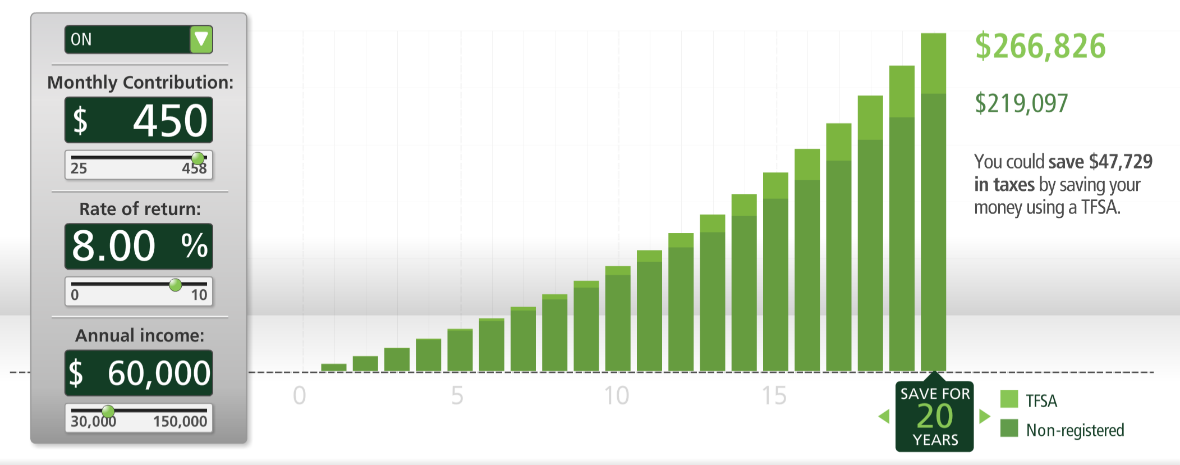 ON
Monthly Contribution:
$ 450
25 458
Rate of return:
8.00 %
0 10
Annual income:
$ 60,000
30,000 150,000
0 5 10 15
SAVE FOR
20
YEARS
$266,826
$219,097
You could save $47,729
in taxes by saving your
money using a TFSA.
TFSA
Non-registered